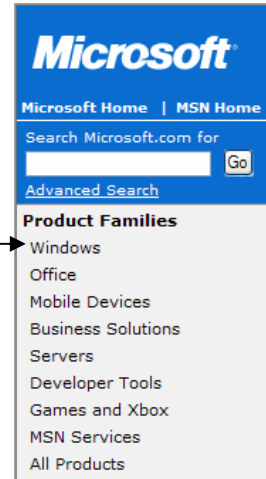 Microsoft
Microsoft Home | MSN Home
Search Microsoft.com for
Go
Advanced Search
Product Families
Windows
Office
Mobile Devices
Business Solutions
Servers
Developer Tools
Games and Xbox
MSN Services
All Products